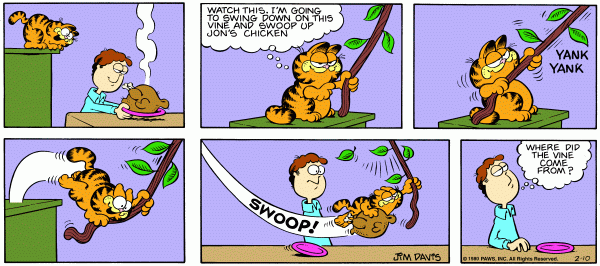 WATCH THIS. I'M GOING
TO SWING DOWN ON THIS
VINE AND SWOOP UP
JON'S CHICKEN
YANK
YANK
SWOOP!
JIM DAVIS
WHERE DID
THE VINE
COME
FROM?
© 1980 PAWS, INC. All Rights Reserved.
2-10